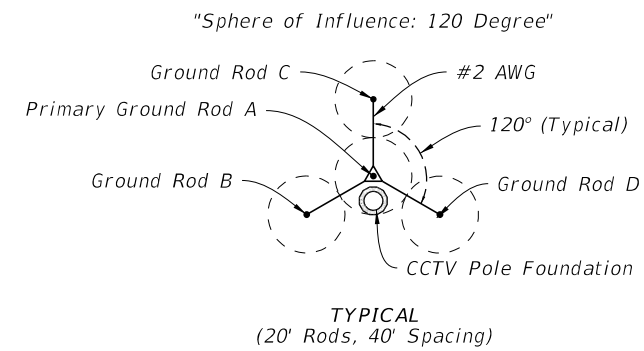 "Sphere of Influence: 120 Degree"
Ground Rod C
#2 AWG
Primary Ground Rod A
120° (Typical)
Ground Rod B
Ground Rod D
CCTV Pole Foundation
TYPICAL
(20' Rods, 40' Spacing)